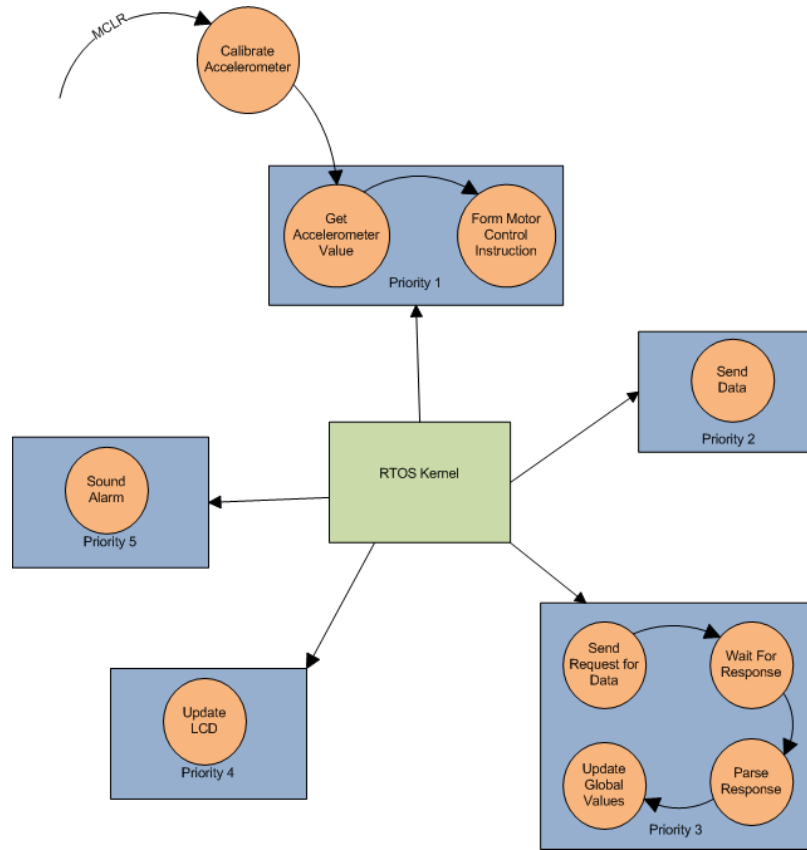 MCLR
Calibrate
Accelerometer
Get
Accelerometer
Value
Form Motor
Control
Instruction
Priority 1
Send
Data
Priority 2
RTOS Kernel
Sound
Alarm
Priority 5
Send
Request for
Data
Wait For
Response
Update
Global
Values
Parse
Response
Priority 3
Update
LCD
Priority 4